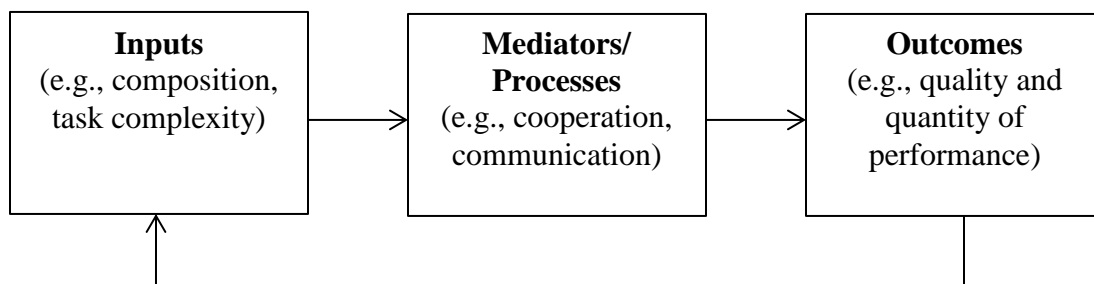 Inputs
(e.g., composition,
task complexity)
Mediators/
Processes
(e.g., cooperation,
communication)
Outcomes
(e.g., quality and
quantity of
performance)